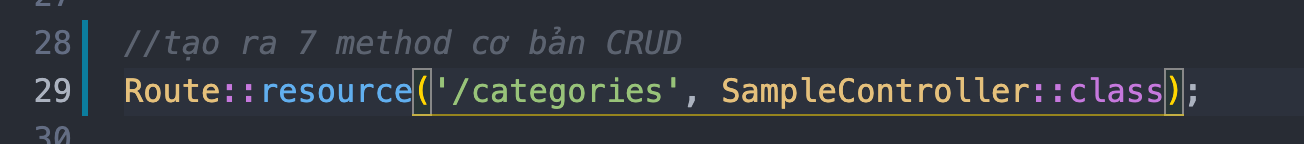 27
28 //tạo ra 7 method cơ bản CRUD
29 Route::resource('/categories', SampleController::class);
30